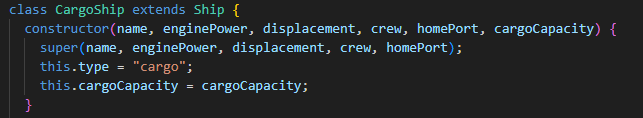 class CargoShip extends Ship {
constructor(name, enginePower, displacement, crew, homePort, cargoCapacity) {
super(name, enginePower, displacement, crew, homePort);
this.type = "cargo";
this.cargoCapacity = cargoCapacity;
}